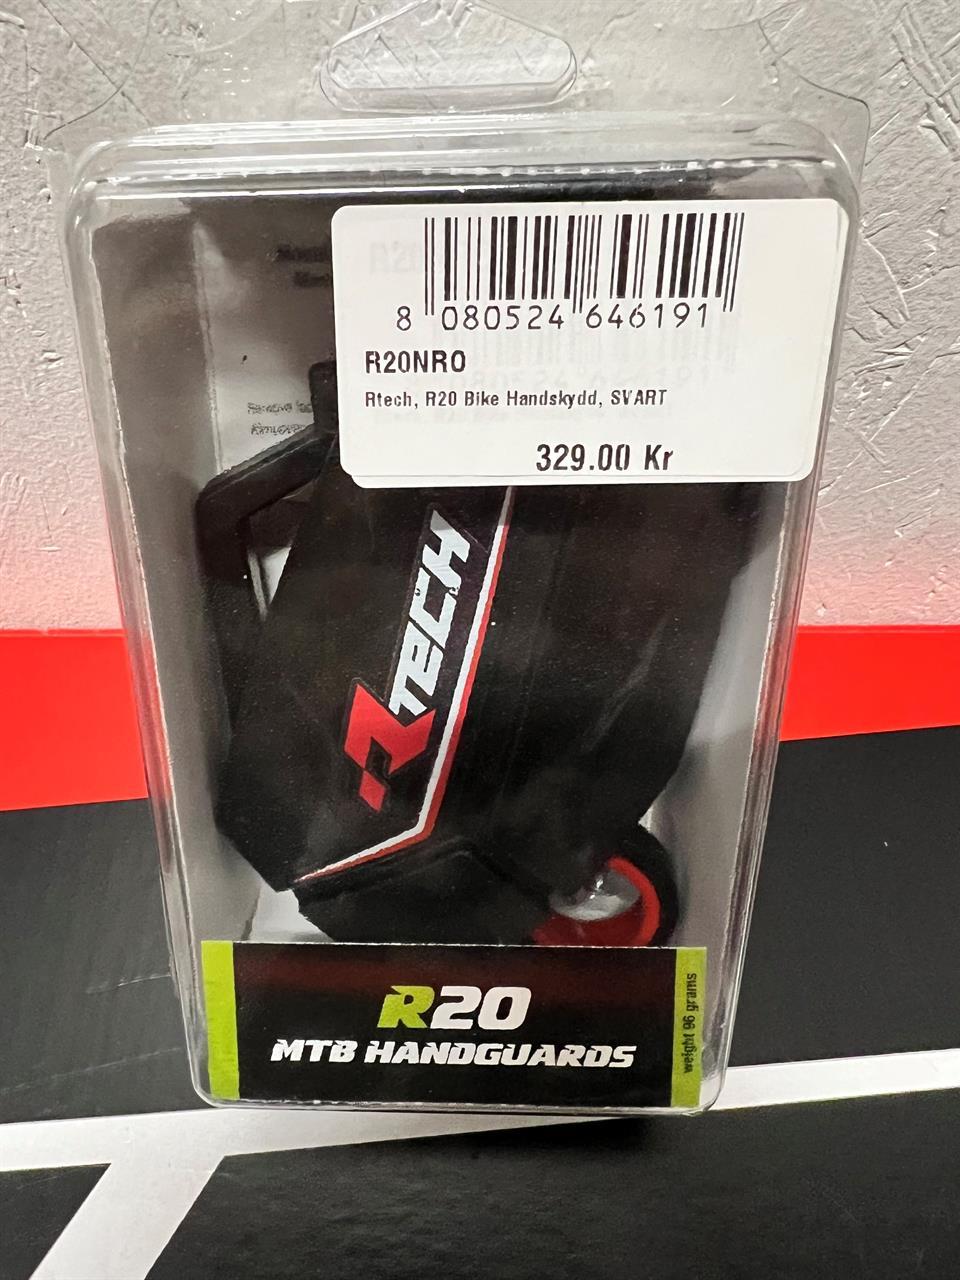 8 080524 646191
R20NRO
Rtech, R20 Bike Handskydd, SVART
329.00 Kr
RTECH
R20
MTB HANDGUARDS
weight 96 grams